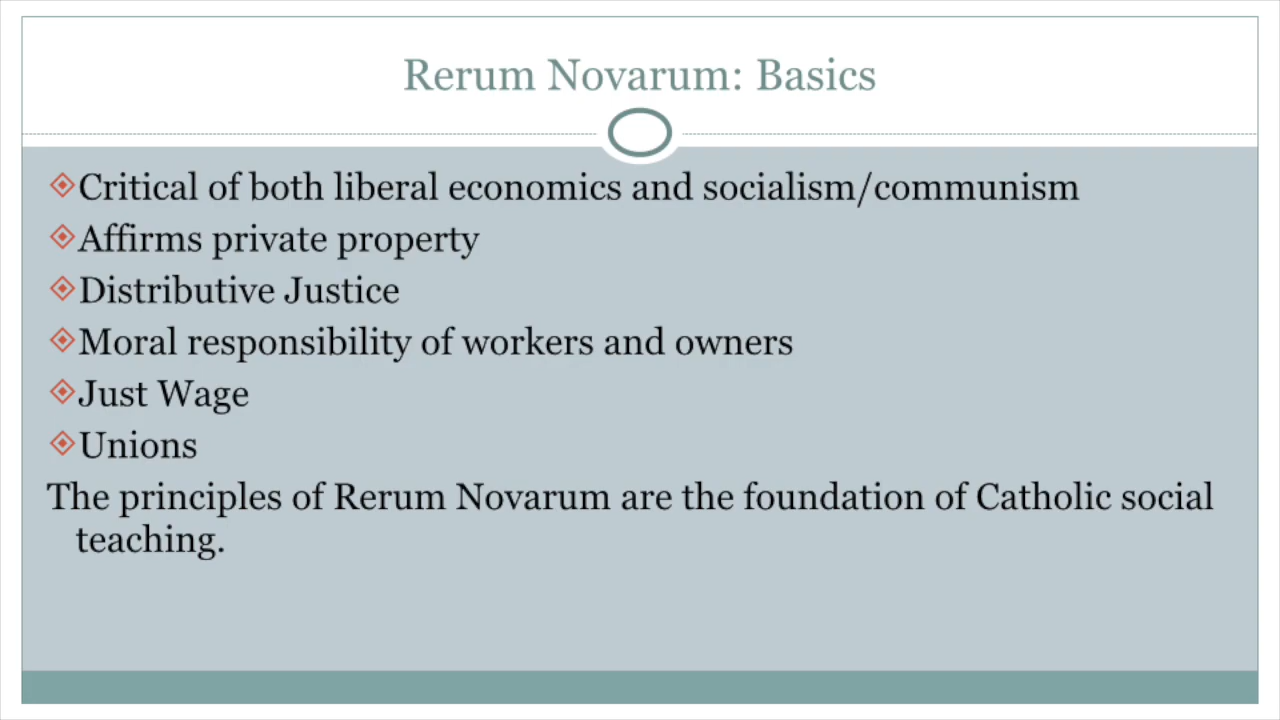 Rerum Novarum: Basics
Critical of both liberal economics and socialism/communism
Affirms private property
Distributive Justice
Moral responsibility of workers and owners
Just Wage
Unions
The principles of Rerum Novarum are the foundation of Catholic social
teaching.